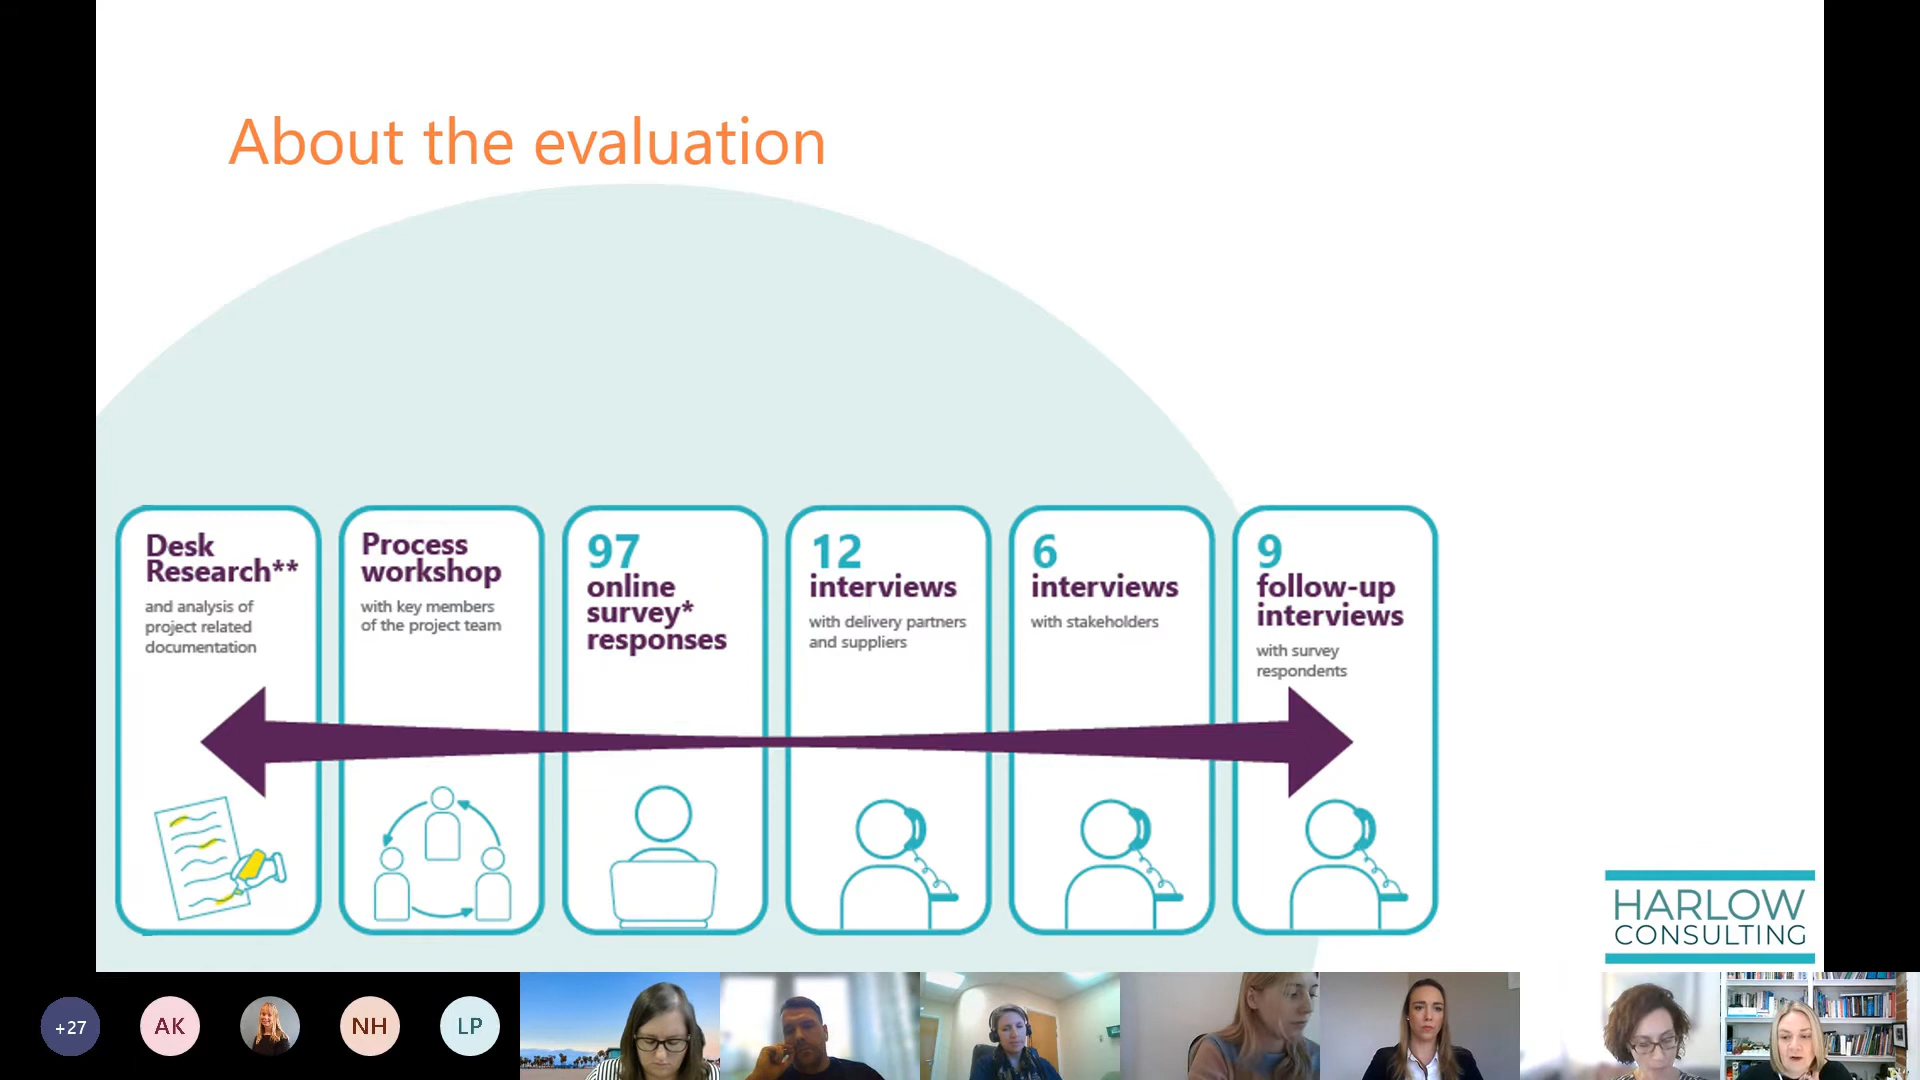 About the evaluation
Desk
Research**
and analysis of
project related
documentation
Process
workshop
with key members
of the project team
97
online
survey*
responses
12
interviews
with delivery partners
and suppliers
6
interviews
with stakeholders
9
follow-up
interviews
with survey
respondents
HARLOW
CONSULTING
+27
AK
NH
LP